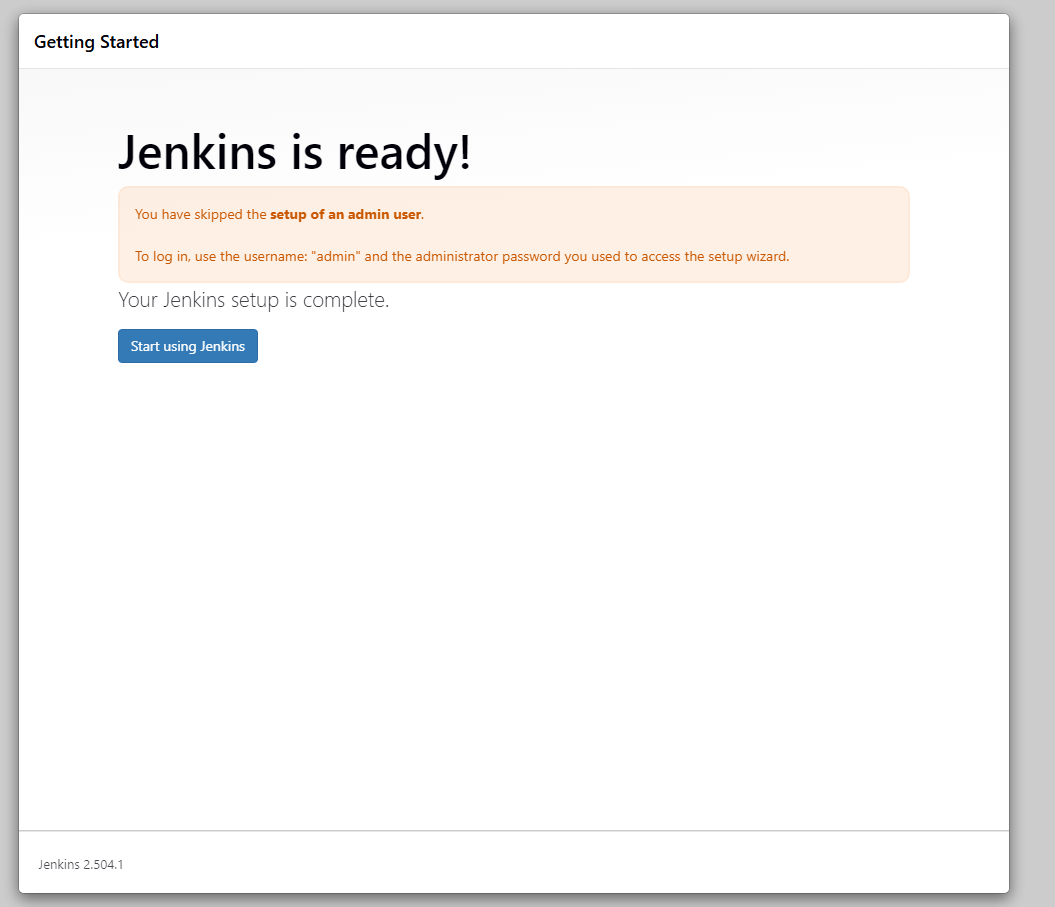 Getting Started
Jenkins is ready!
You have skipped the setup of an admin user.
To log in, use the username: "admin" and the administrator password you used to access the setup wizard.
Your Jenkins setup is complete.
Start using Jenkins
Jenkins 2.504.1